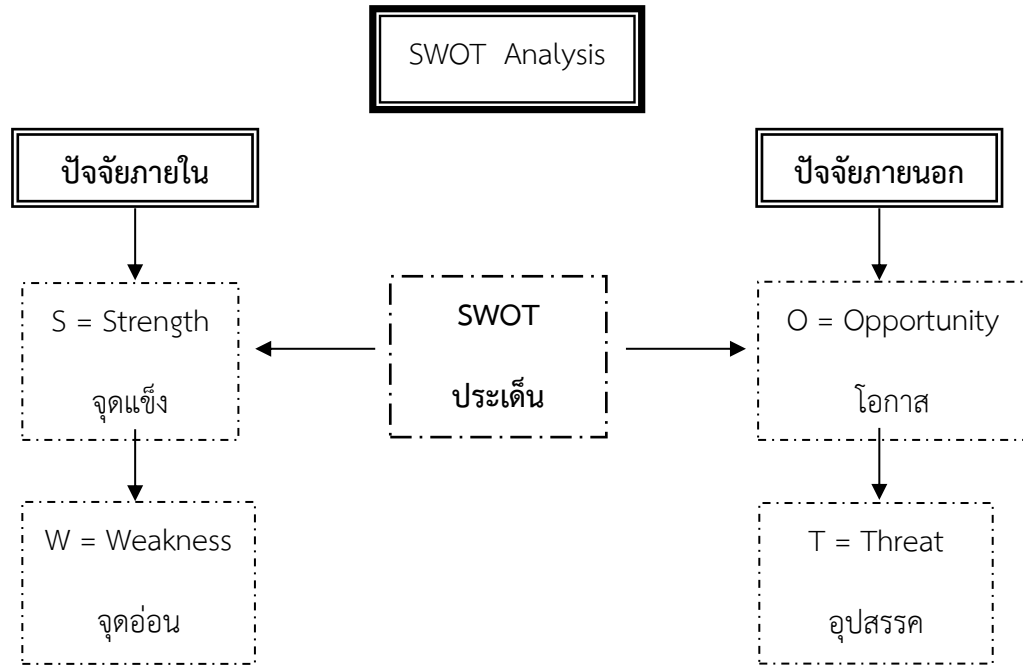 SWOT Analysis
ปัจจัยภายใน
ปัจจัยภายนอก
S = Strength
จุดแข็ง
SWOT
ประเด็น
O = Opportunity
โอกาส
W = Weakness
จุดอ่อน
T = Threat
อุปสรรค